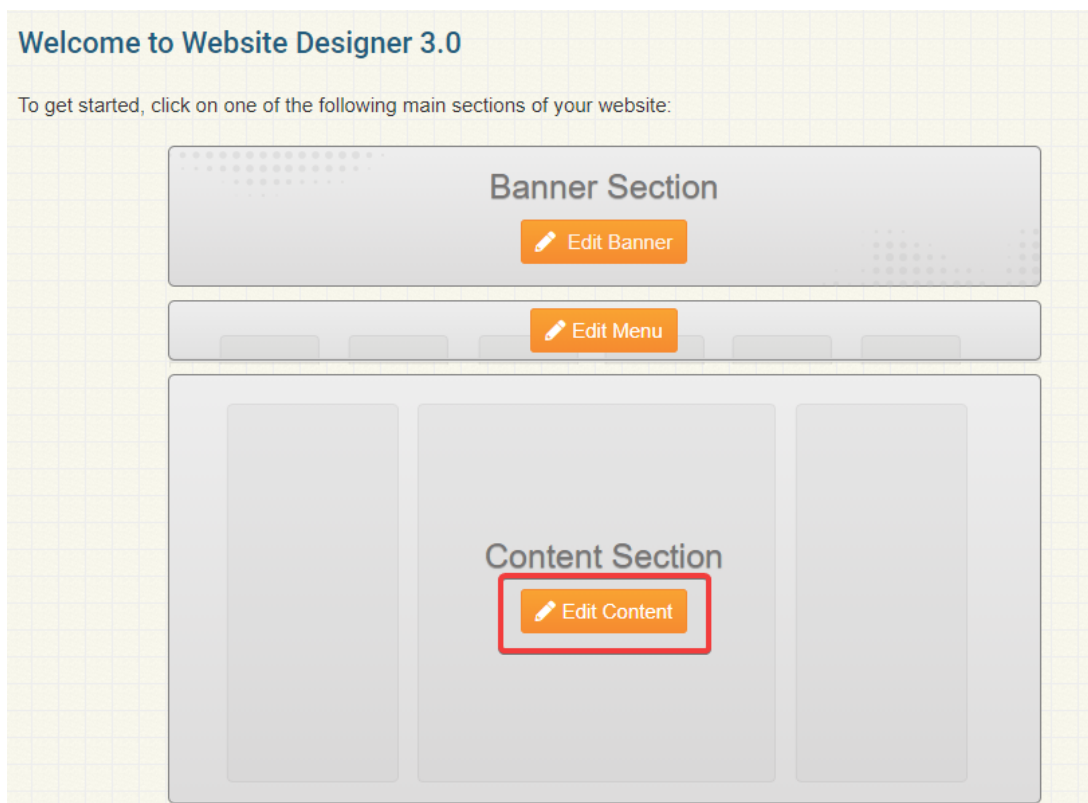 Welcome to Website Designer 3.0
To get started, click on one of the following main sections of your website:
Banner Section
Edit Banner
Edit Menu
Content Section
Edit Content